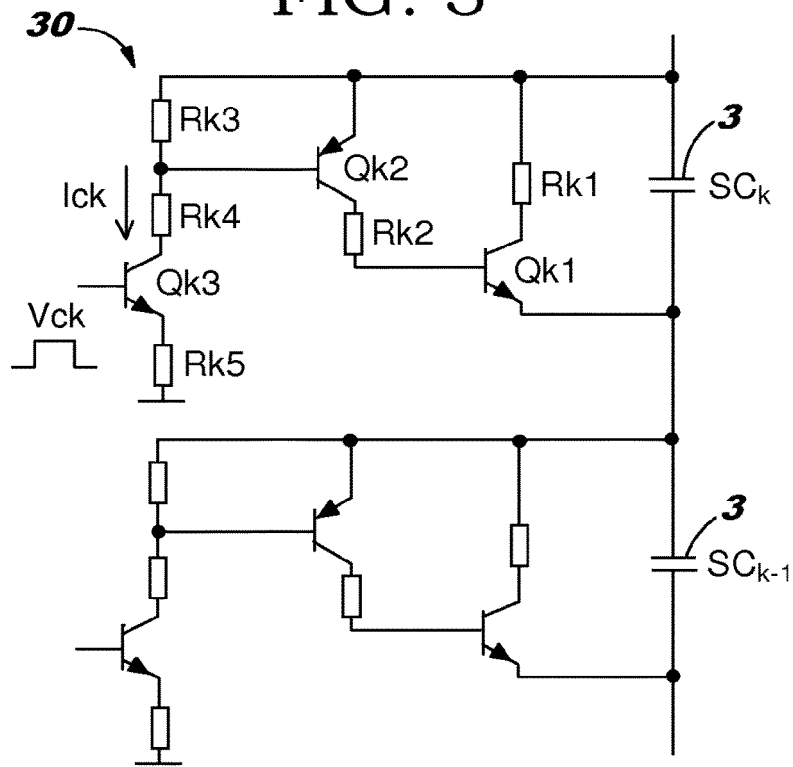 FIG. 3
30
Rk3
3
Qk2
Rk1
SCk
Ick
Rk4
Rk2
Qk3
Qk1
Vck
Rk5
3
SCk-1